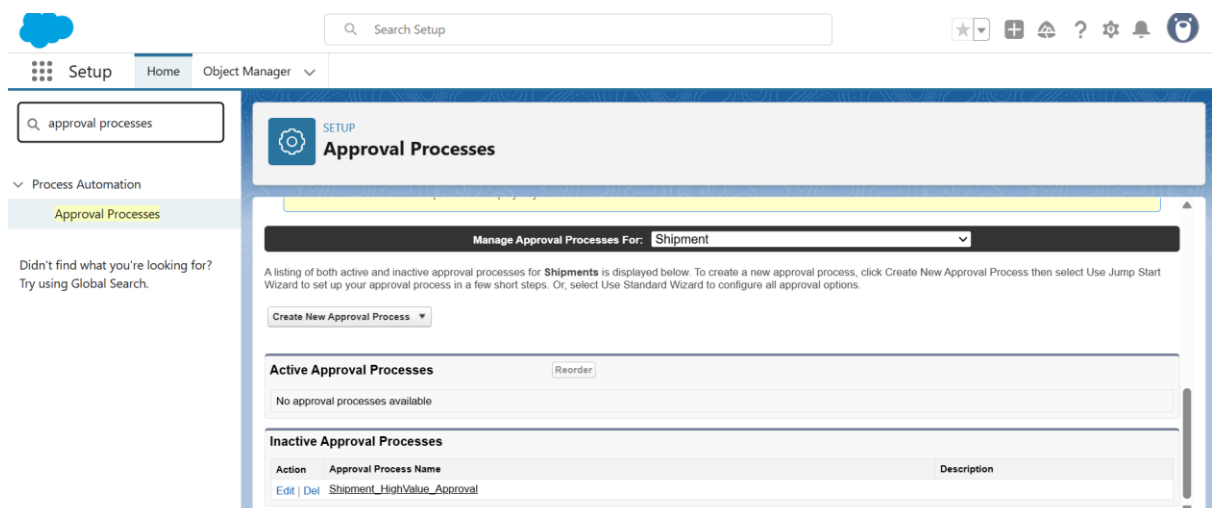 Search Setup
Setup
Home
Object Manager
approval processes
Process Automation
Approval Processes
Didn't find what you're looking for?
Try using Global Search.
SETUP
Approval Processes
Manage Approval Processes For: Shipment
A listing of both active and inactive approval processes for Shipments is displayed below. To create a new approval process, click Create New Approval Process then select Use Jump Start
Wizard to set up your approval process in a few short steps. Or, select Use Standard Wizard to configure all approval options.
Create New Approval Process
Active Approval Processes
Reorder
No approval processes available
Inactive Approval Processes
Action Approval Process Name Description
Edit | Del Shipment_HighValue_Approval